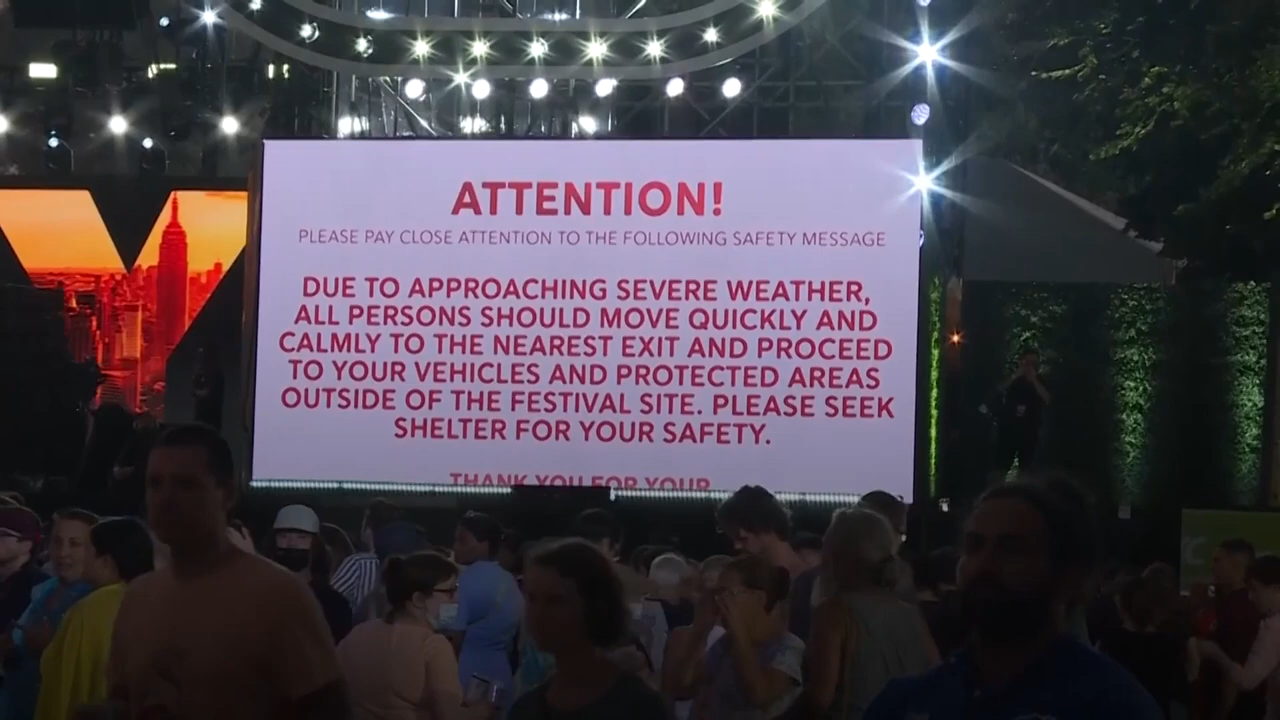 ATTENTION!
PLEASE PAY CLOSE ATTENTION TO THE FOLLOWING SAFETY MESSAGE
DUE TO APPROACHING SEVERE WEATHER,
ALL PERSONS SHOULD MOVE QUICKLY AND
CALMLY TO THE NEAREST EXIT AND PROCEED
TO YOUR VEHICLES AND PROTECTED AREAS
OUTSIDE OF THE FESTIVAL SITE. PLEASE SEEK
SHELTER FOR YOUR SAFETY.
THANK YOU FOR YOUR